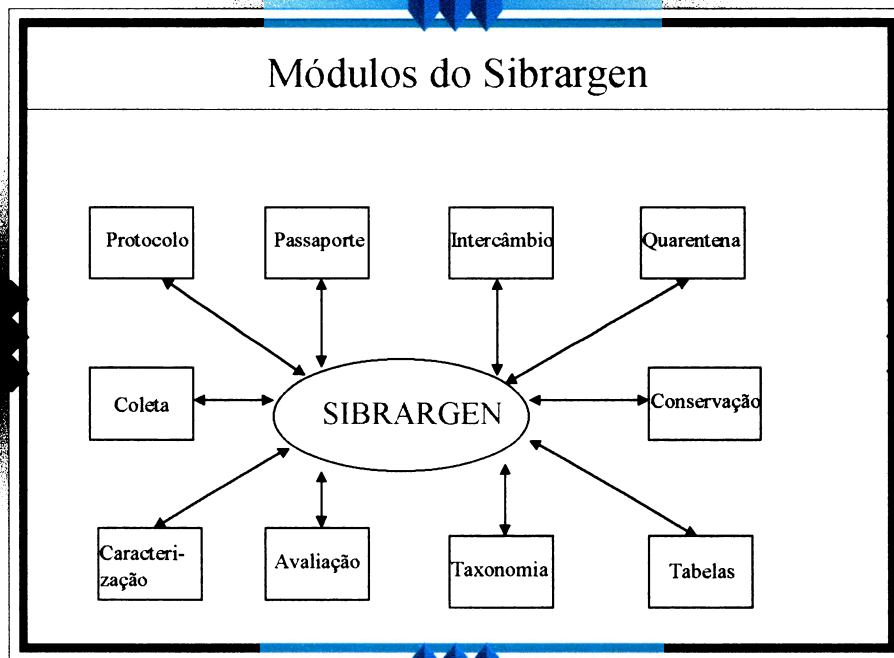 Módulos do Sibrargen
Protocolo
Passaporte
Intercâmbio
Quarentena
Coleta
SIBRARGEN
Conservação
Caracteri-
zação
Avaliação
Taxonomia
Tabelas